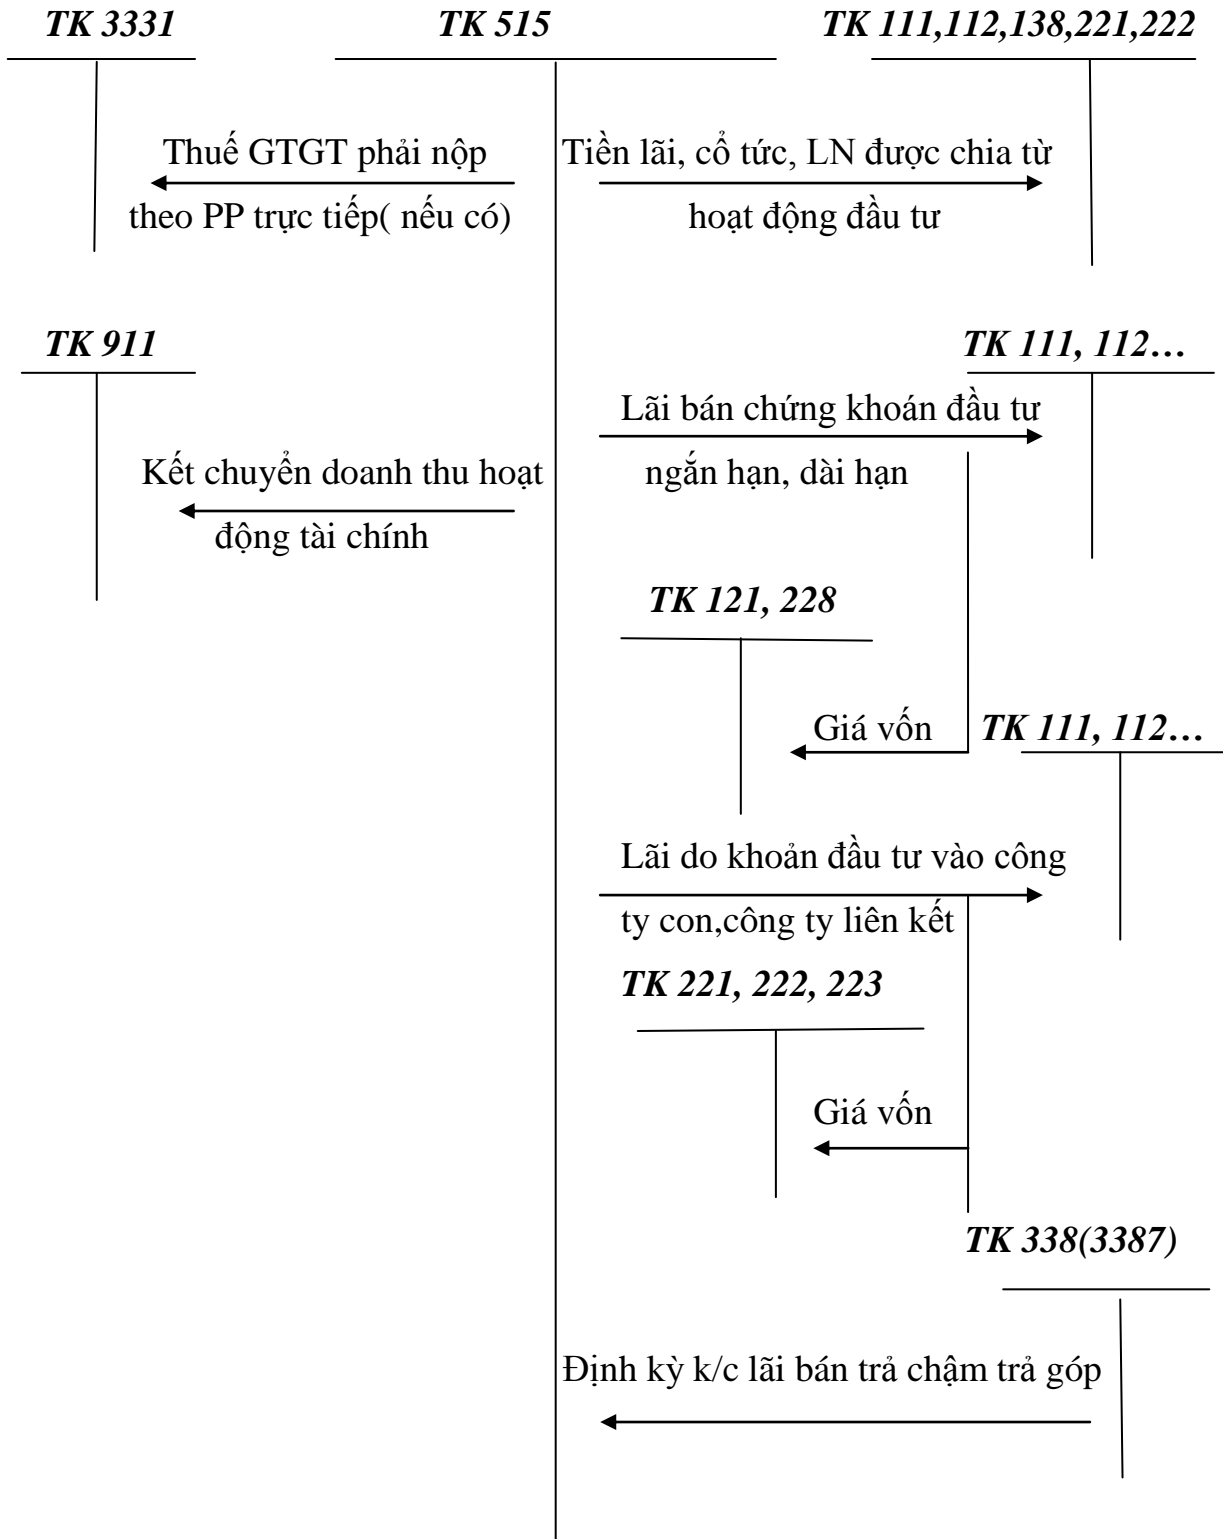 TK 3331
TK 515
TK 111,112,138,221,222
Thuế GTGT phải nộp
theo PP trực tiếp( nếu có)
Tiền lãi, cổ tức, LN được chia từ
hoạt động đầu tư
TK 911
TK 111, 112…
Lãi bán chứng khoán đầu tư
ngắn hạn, dài hạn
Kết chuyển doanh thu hoạt
động tài chính
TK 121, 228
Giá vốn
TK 111, 112…
Lãi do khoản đầu tư vào công
ty con,công ty liên kết
TK 221, 222, 223
Giá vốn
TK 338(3387)
Định kỳ k/c lãi bán trả chậm trả góp